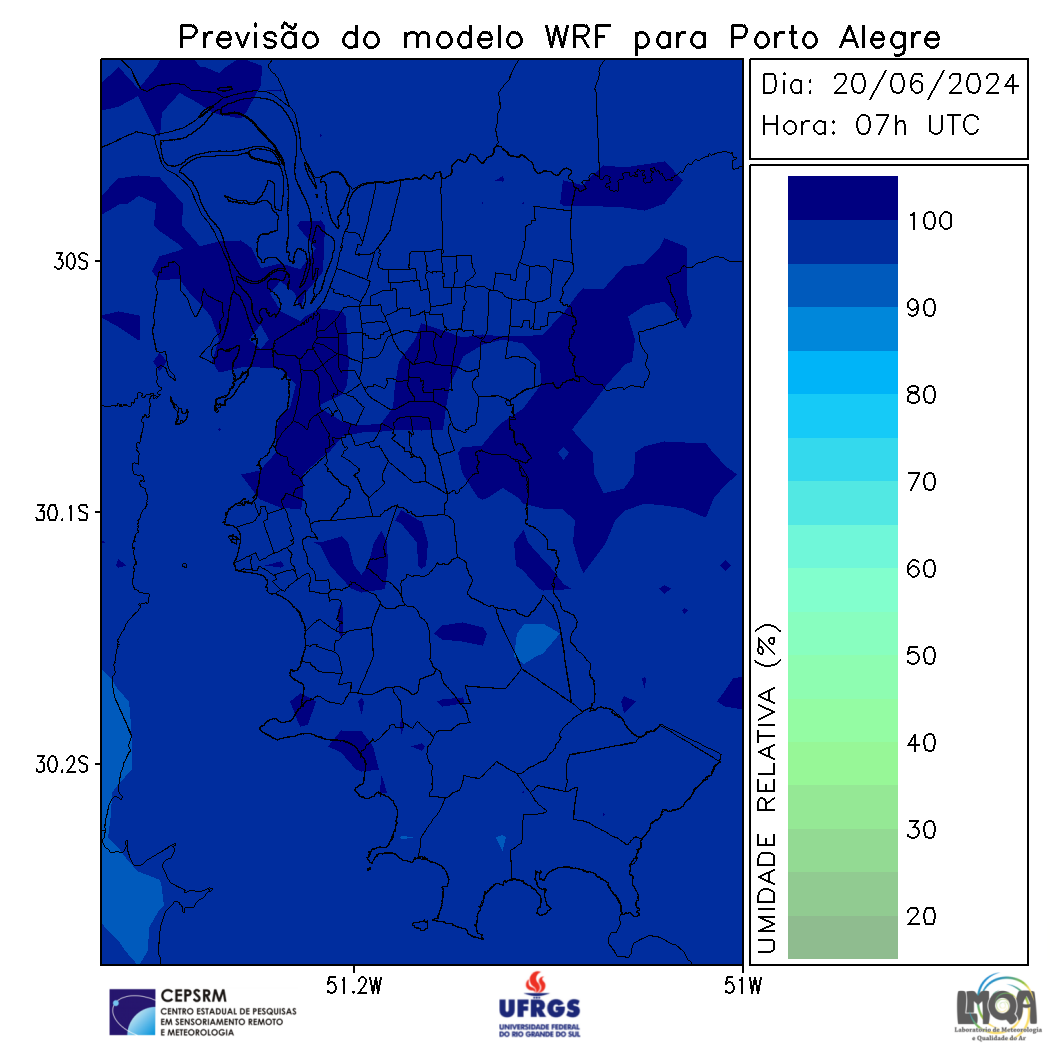 Previsão do modelo WRF para Porto Alegre
Dia: 20/06/2024
Hora: 07h UTC
100
90
80
70
60
50
40
30
20
UMIDADE RELATIVA (%)
30S
30.1S
30.2S
51.2W
51W
CEPSRM
CENTRO ESTADUAL DE PESQUISAS
EM SENSORIAMENTO REMOTO
E METEOROLOGIA
UFRGS
UNIVERSIDADE FEDERAL
DO RIO GRANDE DO SUL
LMQA
Laboratório de Meteorologia
e Qualidade do Ar